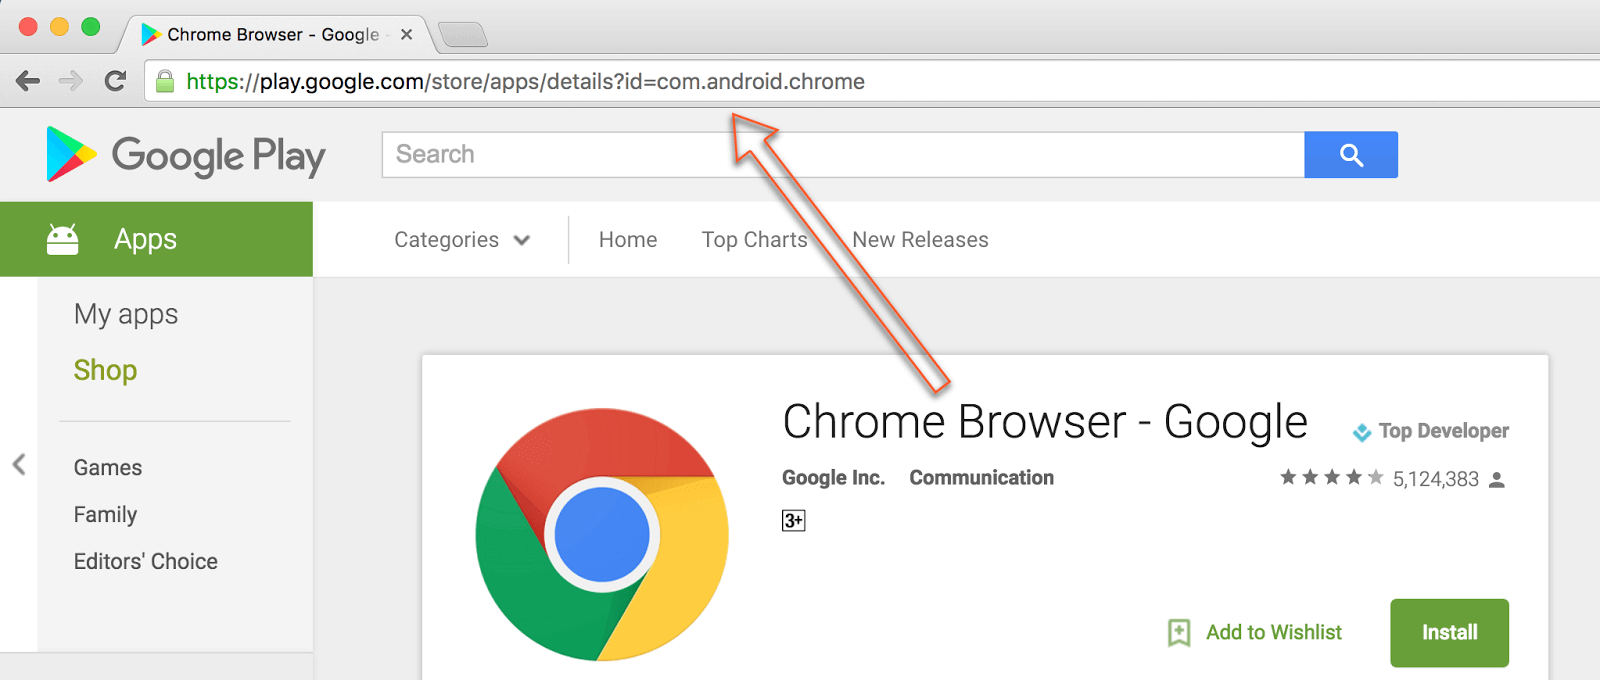 Chrome Browser - Google -
https://play.google.com/store/apps/details?id=com.android.chrome
Google Play
Search
Apps
Categories
Home
Top Charts
New Releases
My apps
Shop
Games
Family
Editors' Choice
Chrome Browser - Google
Top Developer
Google Inc.
Communication
5,124,383
3+
Add to Wishlist
Install